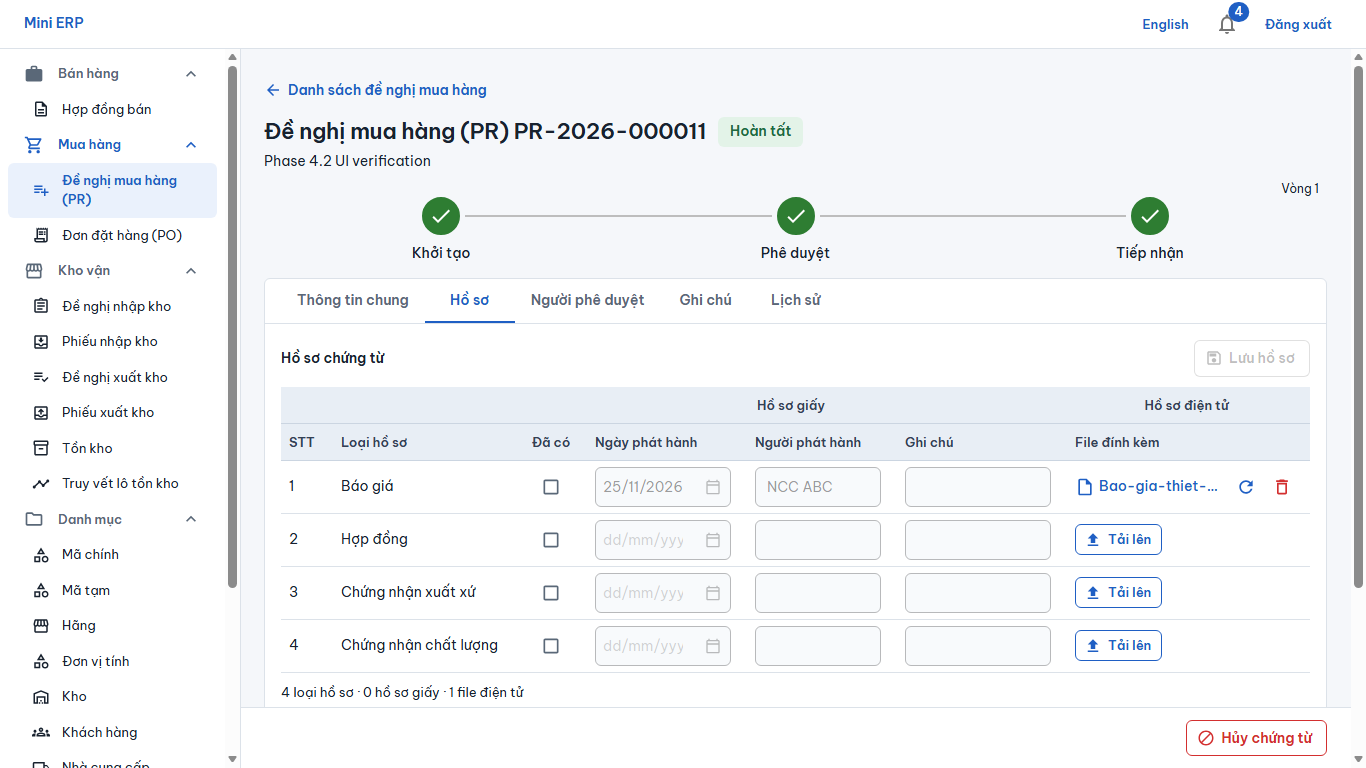 Mini ERP
English
4
Đăng xuất
Bán hàng
Hợp đồng bán
Mua hàng
Đề nghị mua hàng
(PR)
Đơn đặt hàng (PO)
Kho vận
Đề nghị nhập kho
Phiếu nhập kho
Đề nghị xuất kho
Phiếu xuất kho
Tồn kho
Truy vết lô tồn kho
Danh mục
Mã chính
Mã tạm
Hãng
Đơn vị tính
Kho
Khách hàng
Nhà cung cấp
Danh sách đề nghị mua hàng
Đề nghị mua hàng (PR) PR-2026-000011 Hoàn tất
Phase 4.2 UI verification
Vòng 1
Khởi tạo Phê duyệt Tiếp nhận
Thông tin chung Hồ sơ Người phê duyệt Ghi chú Lịch sử
Hồ sơ chứng từ Lưu hồ sơ
Hồ sơ giấy Hồ sơ điện tử
STT Loại hồ sơ Đã có Ngày phát hành Người phát hành Ghi chú File đính kèm
1 Báo giá 25/11/2026 NCC ABC Bao-gia-thiet-...
2 Hợp đồng dd/mm/yyy Tải lên
3 Chứng nhận xuất xứ dd/mm/yyy Tải lên
4 Chứng nhận chất lượng dd/mm/yyy Tải lên
4 loại hồ sơ · 0 hồ sơ giấy · 1 file điện tử
Hủy chứng từ